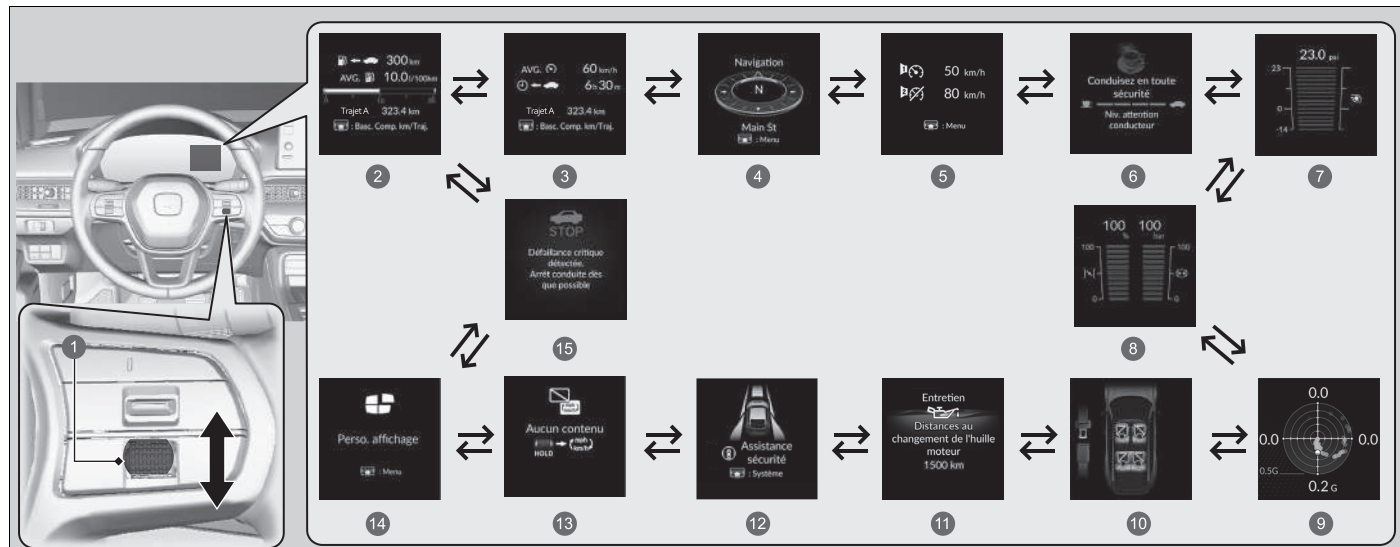 300 km
AVG. 10.0 l/100km
Trajet A 323.4 km
: Basc. Comp. km/Traj.
2
AVG. 60 km/h
6h30m
Trajet A 323.4 km
: Basc. Comp. km/Traj.
3
Navigation
N
Main St
: Menu
4
50 km/h
80 km/h
: Menu
5
Conduisez en toute
sécurité
Niv. attention
conducteur
6
23.0 psi
23
0
-14
7
STOP
Défaillance critique
détectée.
Arrêt conduite dès
que possible
15
100 100
% /bar
100 100
0 0
8
1
Perso. affichage
: Menu
14
Aucun contenu
HOLD
mph
km/h
13
Assistance
sécurité
: Système
12
Entretien
Distances au
changement de l'huile
moteur
1500 km
11
10
0.0
0.0 0.0
0.5G
0.2 G
9